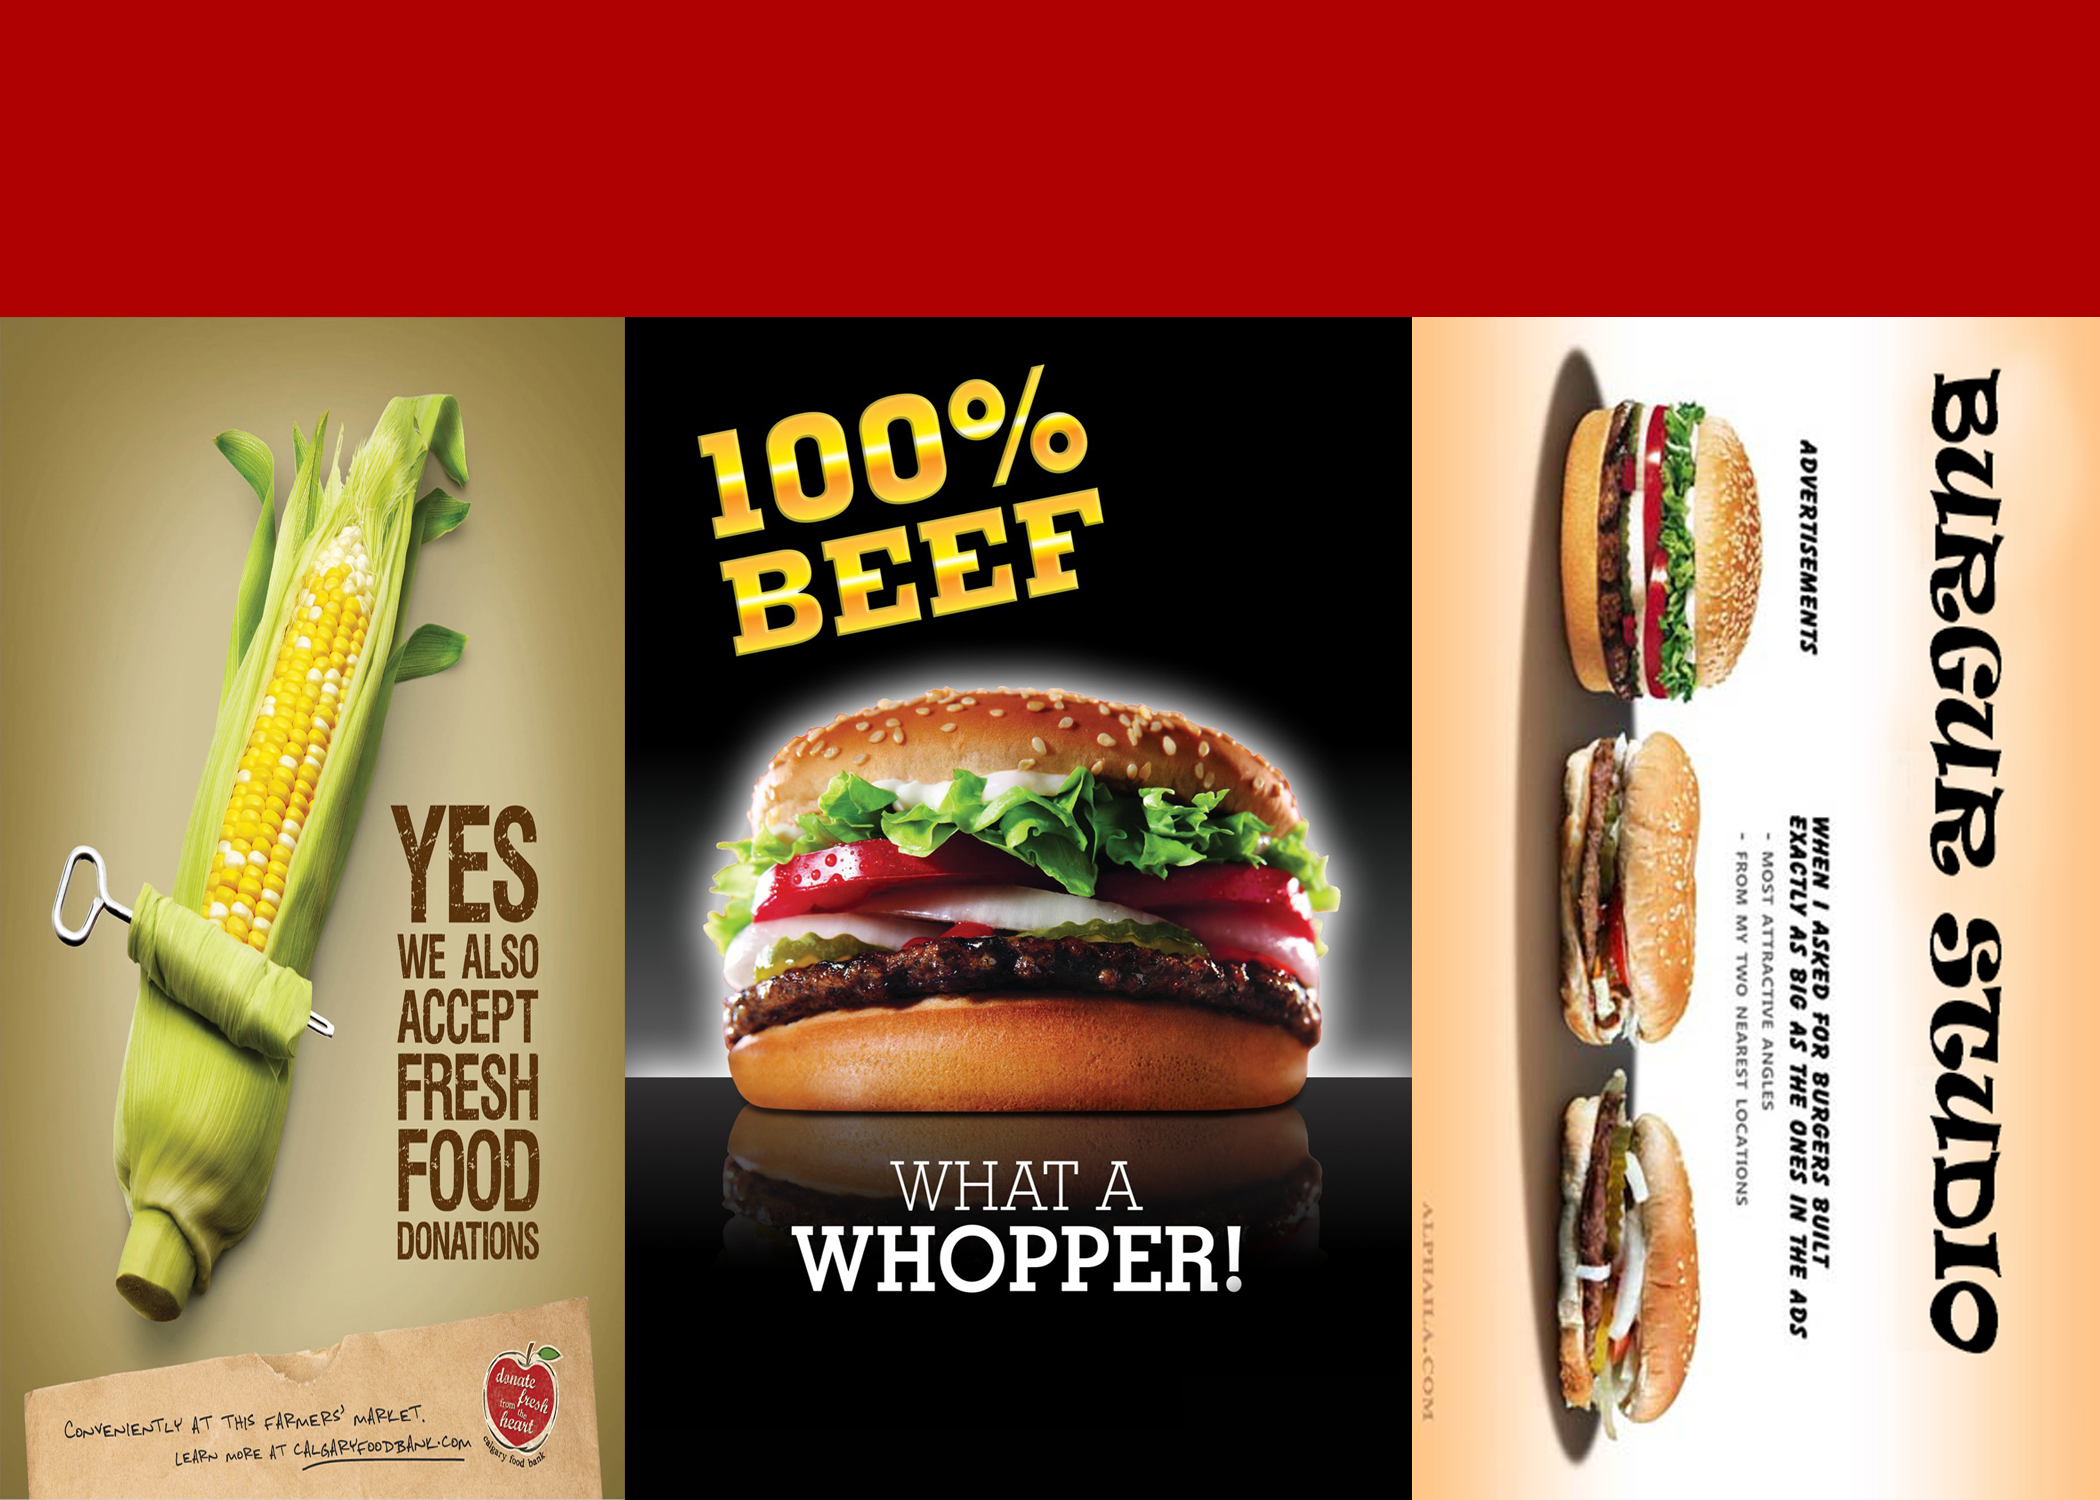 YES
WE ALSO
ACCEPT
FRESH
FOOD
DONATIONS
CONVENIENTLY AT THIS FARMERS' MARKET.
LEARN MORE AT CALGARYFOODBANK.COM
donate
fresh
from the
heart
calgary food bank
100%
BEEF
WHAT A
WHOPPER!
BURGAR STUDIO
ADVERTISEMENTS
WHEN I ASKED FOR BURGERS BUILT
EXACTLY AS BIG AS THE ONES IN THE ADS
- MOST ATTRACTIVE ANGLES
- FROM MY TWO NEAREST LOCATIONS
ALPHAILA.COM